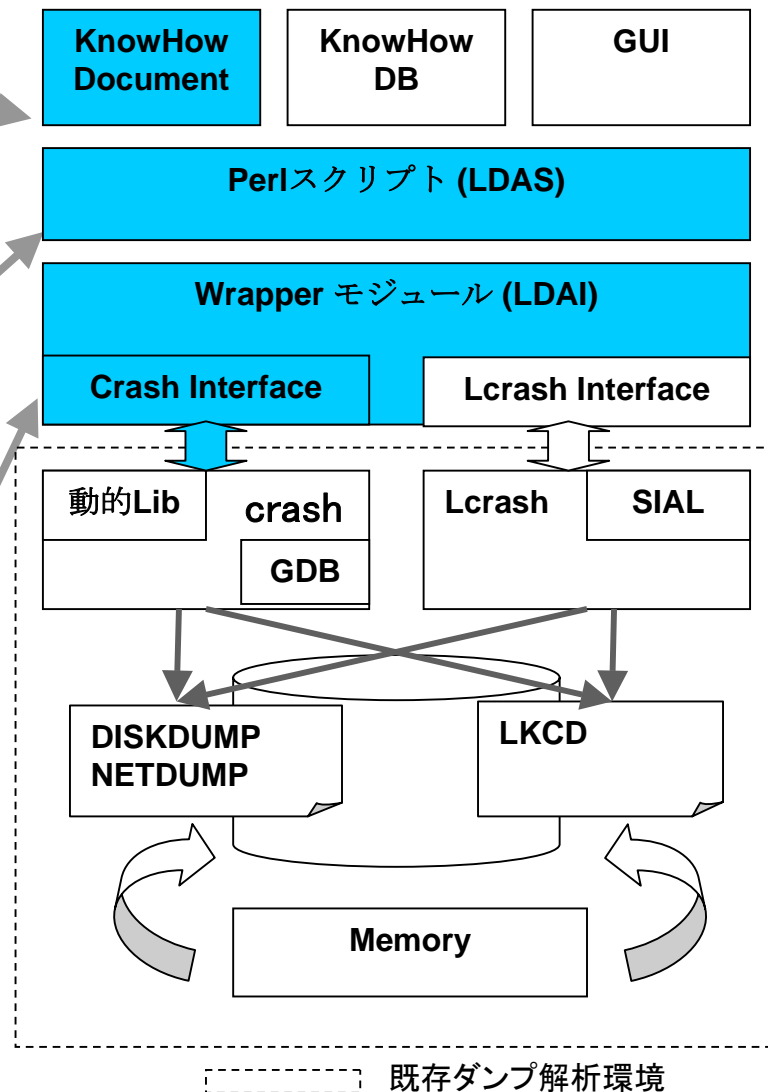 KnowHow
Document
KnowHow
DB
GUI
Perlスクリプト (LDAS)
Wrapper モジュール (LDAI)
Crash Interface
Lcrash Interface
動的Lib
crash
GDB
Lcrash
SIAL
DISKDUMP
NETDUMP
LKCD
Memory
既存ダンプ解析環境